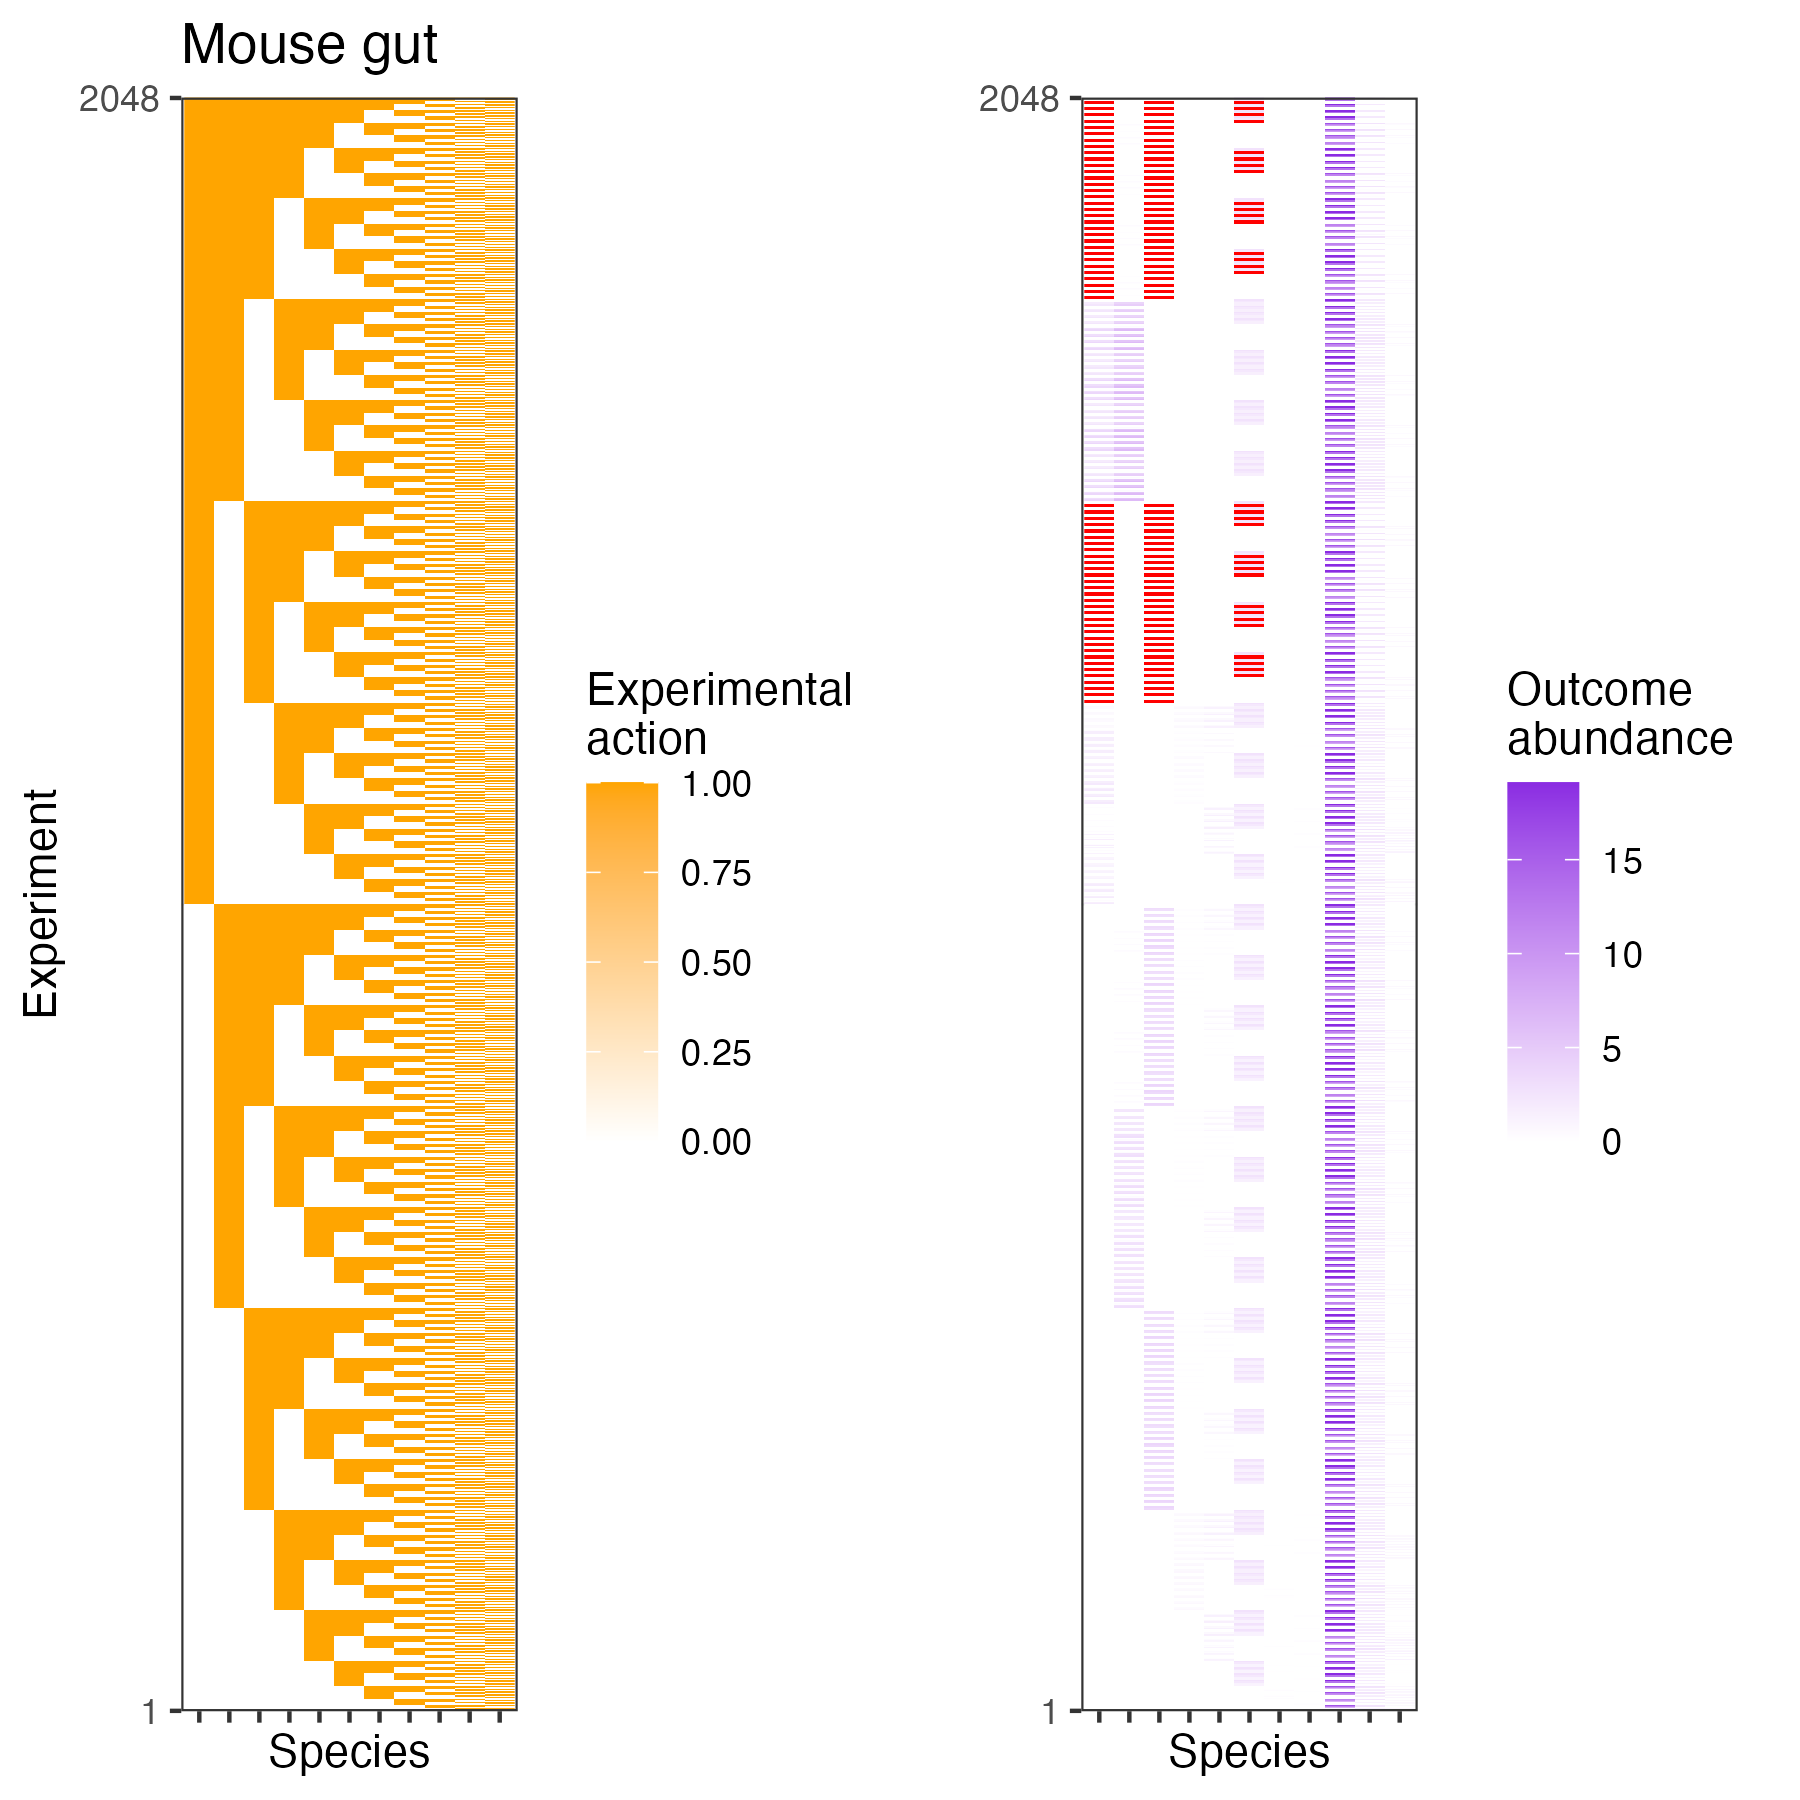 Mouse gut
2048
1
Experiment
Species
Experimental
action
1.00
0.75
0.50
0.25
0.00
2048
1
Species
Outcome
abundance
15
10
5
0